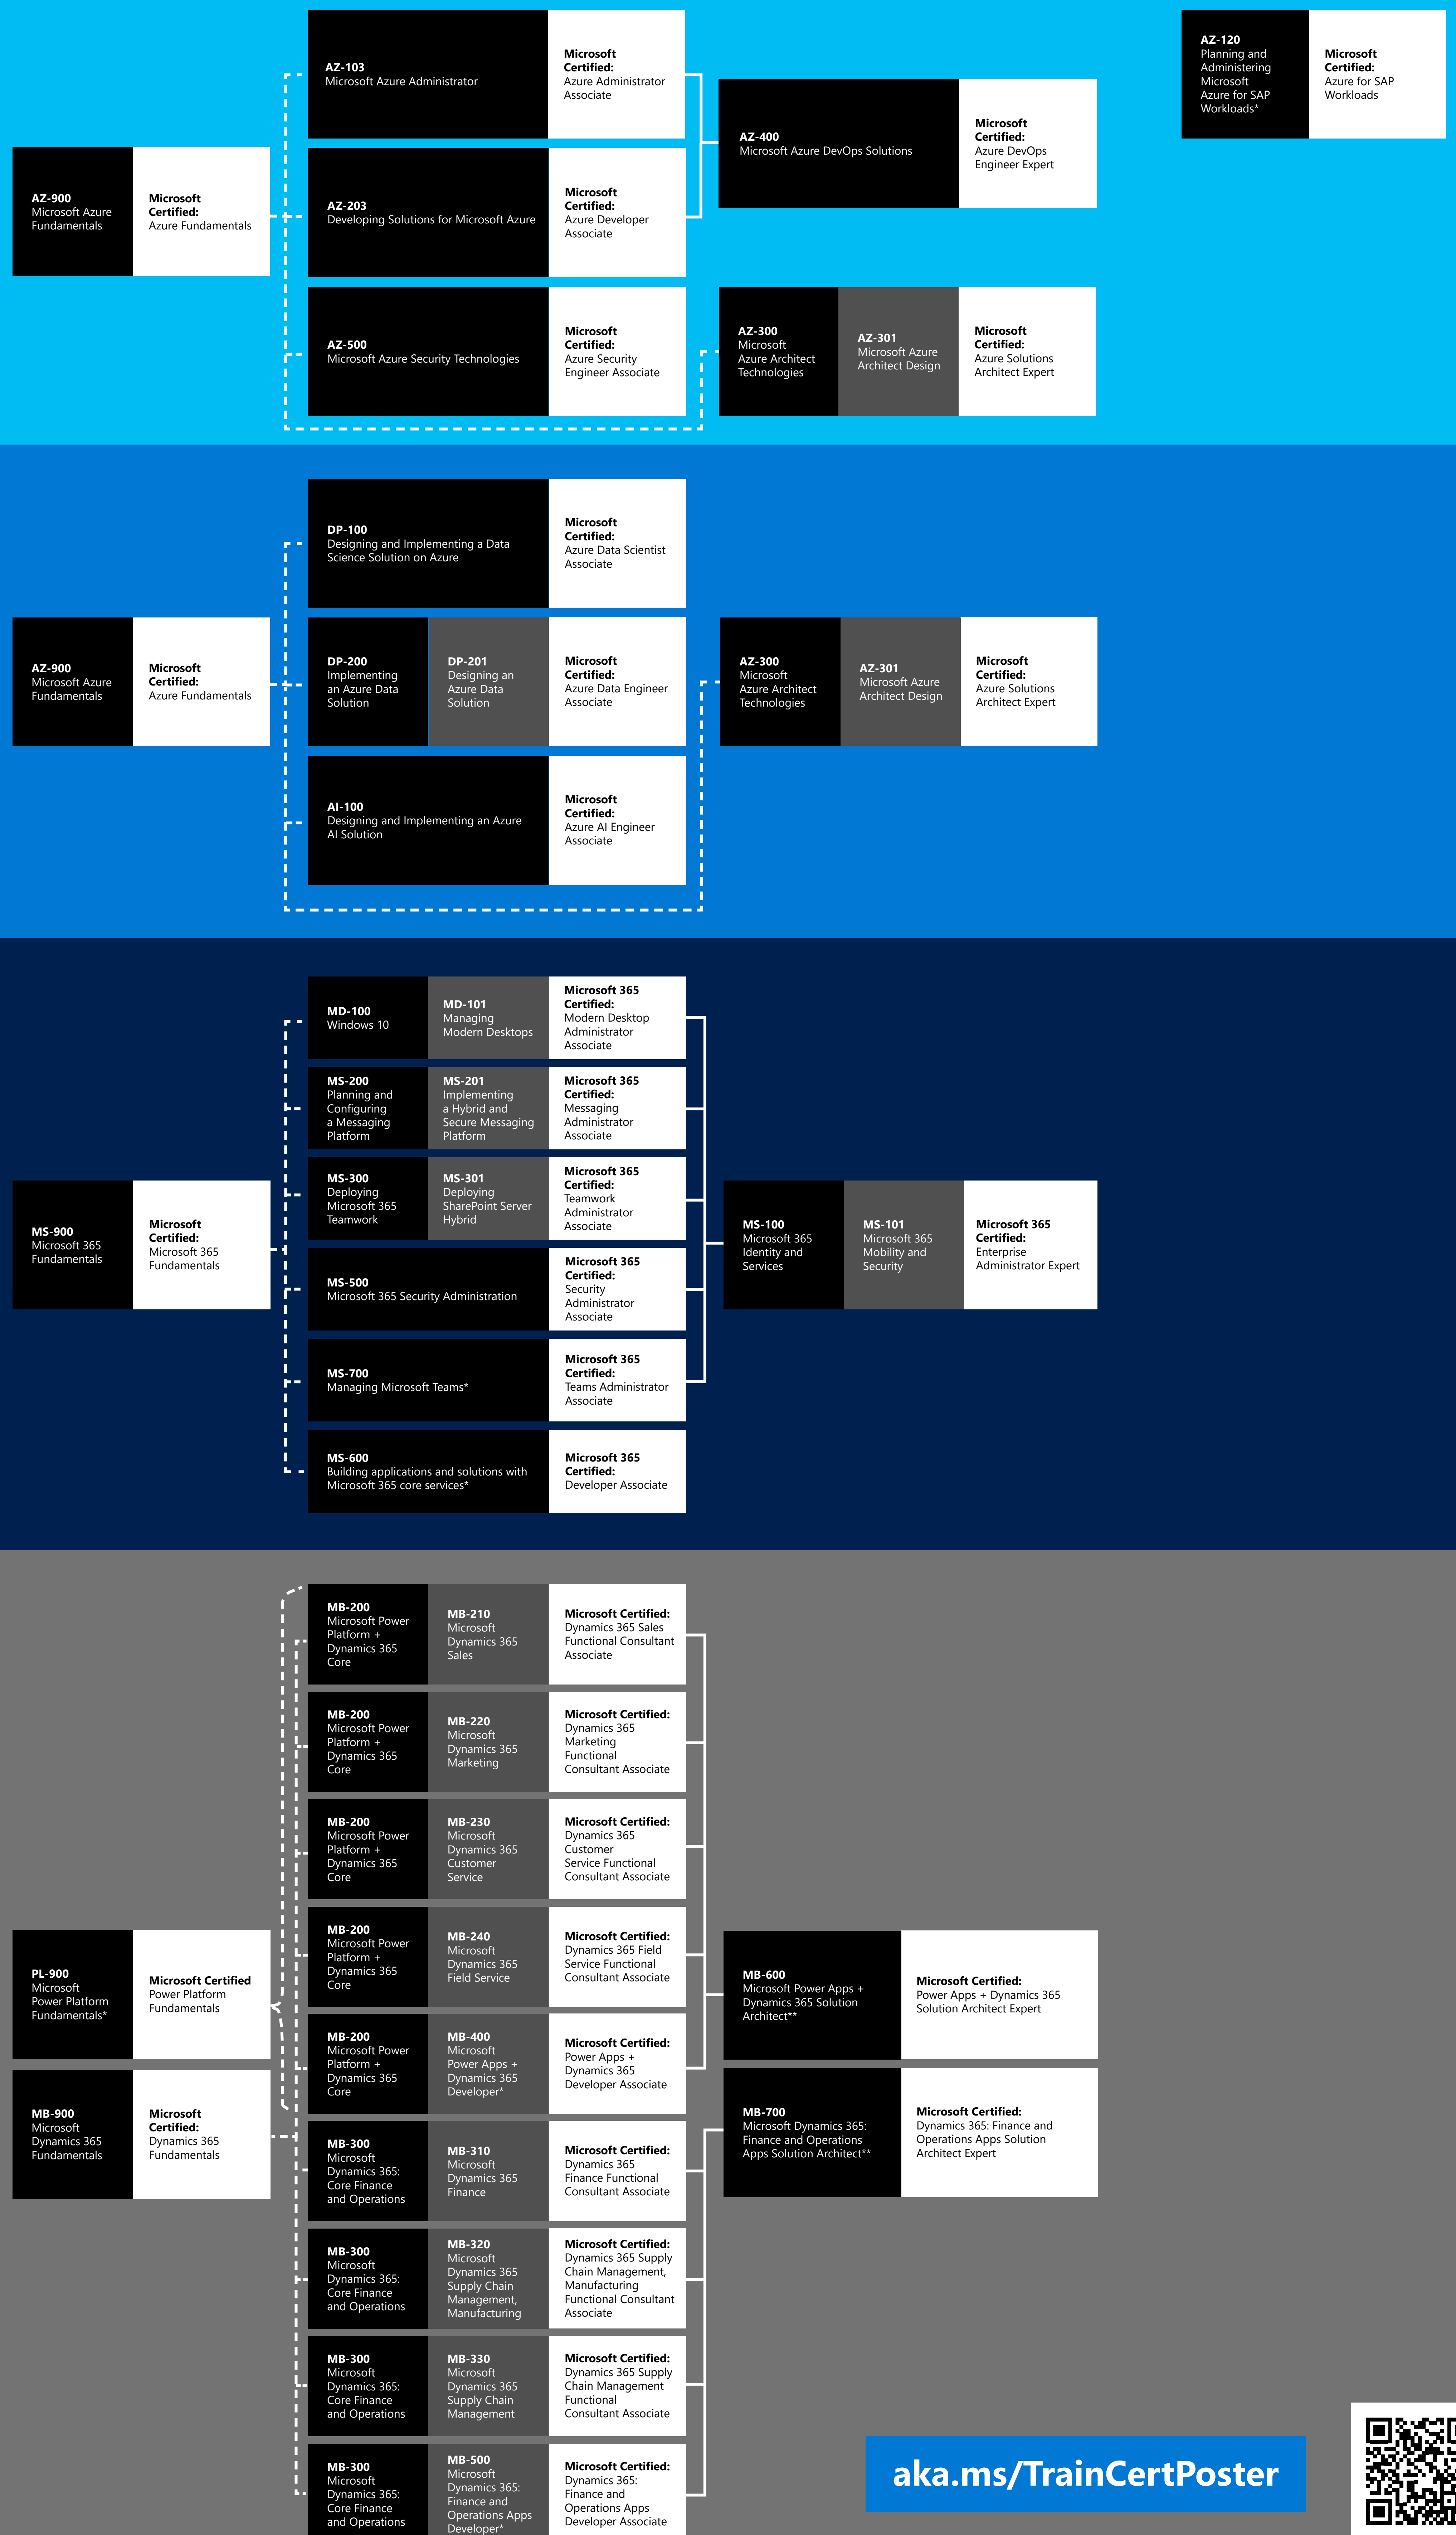 AZ-103
Microsoft Azure Administrator
Microsoft
Certified:
Azure Administrator
Associate
AZ-120
Planning and
Administering
Microsoft
Azure for SAP
Workloads*
Microsoft
Certified:
Azure for SAP
Workloads
AZ-400
Microsoft Azure DevOps Solutions
Microsoft
Certified:
Azure DevOps
Engineer Expert
AZ-900
Microsoft Azure
Fundamentals
Microsoft
Certified:
Azure Fundamentals
AZ-203
Developing Solutions for Microsoft Azure
Microsoft
Certified:
Azure Developer
Associate
AZ-500
Microsoft Azure Security Technologies
Microsoft
Certified:
Azure Security
Engineer Associate
AZ-300
Microsoft
Azure Architect
Technologies
AZ-301
Microsoft Azure
Architect Design
Microsoft
Certified:
Azure Solutions
Architect Expert
DP-100
Designing and Implementing a Data
Science Solution on Azure
Microsoft
Certified:
Azure Data Scientist
Associate
AZ-900
Microsoft Azure
Fundamentals
Microsoft
Certified:
Azure Fundamentals
DP-200
Implementing
an Azure Data
Solution
DP-201
Designing an
Azure Data
Solution
Microsoft
Certified:
Azure Data Engineer
Associate
AZ-300
Microsoft
Azure Architect
Technologies
AZ-301
Microsoft Azure
Architect Design
Microsoft
Certified:
Azure Solutions
Architect Expert
AI-100
Designing and Implementing an Azure
AI Solution
Microsoft
Certified:
Azure AI Engineer
Associate
MD-100
Windows 10
MD-101
Managing
Modern Desktops
Microsoft 365
Certified:
Modern Desktop
Administrator
Associate
MS-200
Planning and
Configuring
a Messaging
Platform
MS-201
Implementing
a Hybrid and
Secure Messaging
Platform
Microsoft 365
Certified:
Messaging
Administrator
Associate
MS-300
Deploying
Microsoft 365
Teamwork
MS-301
Deploying
SharePoint Server
Hybrid
Microsoft 365
Certified:
Teamwork
Administrator
Associate
MS-900
Microsoft 365
Fundamentals
Microsoft
Certified:
Microsoft 365
Fundamentals
MS-100
Microsoft 365
Identity and
Services
MS-101
Microsoft 365
Mobility and
Security
Microsoft 365
Certified:
Enterprise
Administrator Expert
MS-500
Microsoft 365 Security Administration
Microsoft 365
Certified:
Security
Administrator
Associate
MS-700
Managing Microsoft Teams*
Microsoft 365
Certified:
Teams Administrator
Associate
MS-600
Building applications and solutions with
Microsoft 365 core services*
Microsoft 365
Certified:
Developer Associate
MB-200
Microsoft Power
Platform +
Dynamics 365
Core
MB-210
Microsoft
Dynamics 365
Sales
Microsoft Certified:
Dynamics 365 Sales
Functional Consultant
Associate
MB-200
Microsoft Power
Platform +
Dynamics 365
Core
MB-220
Microsoft
Dynamics 365
Marketing
Microsoft Certified:
Dynamics 365
Marketing
Functional
Consultant Associate
MB-200
Microsoft Power
Platform +
Dynamics 365
Core
MB-230
Microsoft
Dynamics 365
Customer
Service
Microsoft Certified:
Dynamics 365
Customer
Service Functional
Consultant Associate
MB-200
Microsoft Power
Platform +
Dynamics 365
Core
MB-240
Microsoft
Dynamics 365
Field Service
Microsoft Certified:
Dynamics 365 Field
Service Functional
Consultant Associate
PL-900
Microsoft
Power Platform
Fundamentals*
Microsoft Certified
Power Platform
Fundamentals
MB-600
Microsoft Power Apps +
Dynamics 365 Solution
Architect**
Microsoft Certified:
Power Apps + Dynamics 365
Solution Architect Expert
MB-200
Microsoft Power
Platform +
Dynamics 365
Core
MB-400
Microsoft
Power Apps +
Dynamics 365
Developer*
Microsoft Certified:
Power Apps +
Dynamics 365
Developer Associate
MB-900
Microsoft
Dynamics 365
Fundamentals
Microsoft
Certified:
Dynamics 365
Fundamentals
MB-700
Microsoft Dynamics 365:
Finance and Operations
Apps Solution Architect**
Microsoft Certified:
Dynamics 365: Finance and
Operations Apps Solution
Architect Expert
MB-300
Microsoft
Dynamics 365:
Core Finance
and Operations
MB-310
Microsoft
Dynamics 365
Finance
Microsoft Certified:
Dynamics 365
Finance Functional
Consultant Associate
MB-300
Microsoft
Dynamics 365:
Core Finance
and Operations
MB-320
Microsoft
Dynamics 365
Supply Chain
Management,
Manufacturing
Microsoft Certified:
Dynamics 365 Supply
Chain Management,
Manufacturing
Functional Consultant
Associate
MB-300
Microsoft
Dynamics 365:
Core Finance
and Operations
MB-330
Microsoft
Dynamics 365
Supply Chain
Management
Microsoft Certified:
Dynamics 365 Supply
Chain Management
Functional
Consultant Associate
MB-300
Microsoft
Dynamics 365:
Core Finance
and Operations
MB-500
Microsoft
Dynamics 365:
Finance and
Operations Apps
Developer*
Microsoft Certified:
Dynamics 365:
Finance and
Operations Apps
Developer Associate
aka.ms/TrainCertPoster